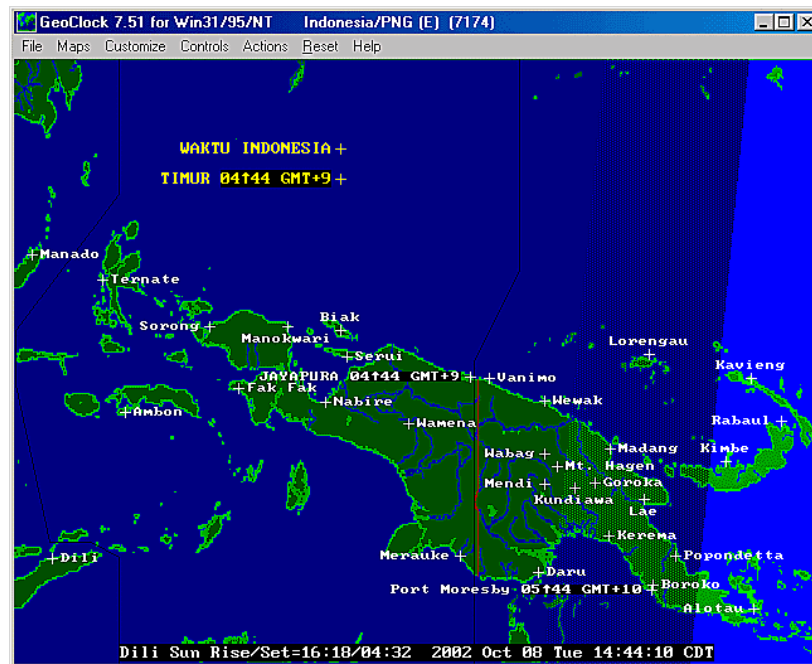 GeoClock 7.51 for Win31/95/NT Indonesia/PNG (E) (7174)
File Maps Customize Controls Actions Reset Help
WAKTU INDONESIA
TIMUR 04↑44 GMT+9
Manado
Ternate
Biak
Sorong
Manokwari
Lorengau
Serui
Kavieng
JAYAPURA 04↑44 GMT+9
Vanimo
Fak Fak
Nabire
Wewak
Ambon
Wamena
Rabaul
Madang
Kimbe
Wabag
Mt. Hagen
Mendi
Goroka
Kundiawa
Lae
Kerema
Dili
Merauke
Popondetta
Daru
Port Moresby 05↑44 GMT+10
Boroko
Alotau
Dili Sun Rise/Set=16:18/04:32 2002 Oct 08 Tue 14:44:10 CDT